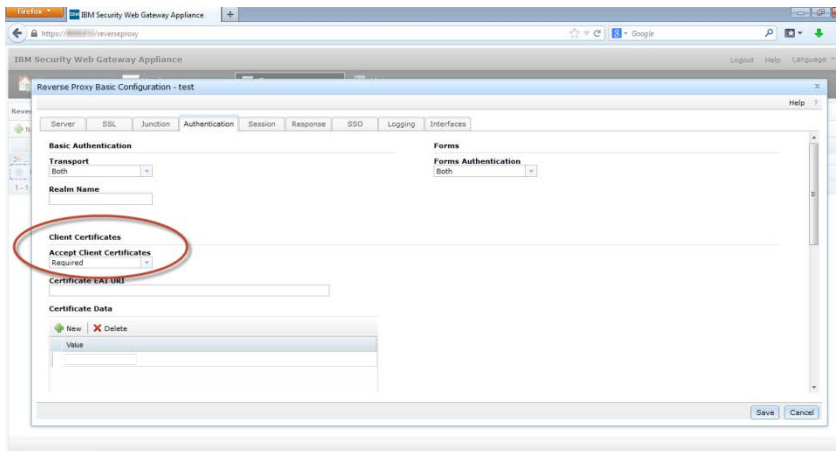 Firefox
IBM Security Web Gateway Appliance
https:// /reverseproxy
Google
IBM Security Web Gateway Appliance
Logout Help Language
Reverse Proxy Basic Configuration - test
Help ?
Rever
Server SSL Junction Authentication Session Response SSO Logging Interfaces
N
Basic Authentication
Forms
Transport
Forms Authentication
Both
Both
1 - 1
Realm Name
Client Certificates
Accept Client Certificates
Required
Certificate EAI URI
Certificate Data
New Delete
Value
Save Cancel